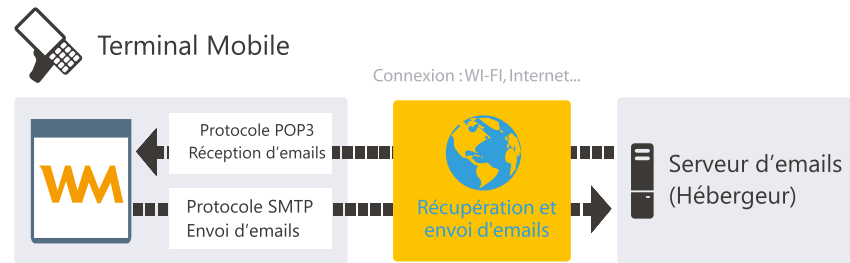 Terminal Mobile
Connexion : WI-FI, Internet...
Protocole POP3
Réception d'emails
WM
Protocole SMTP
Envoi d'emails
Récupération et
envoi d'emails
Serveur d'emails
(Hébergeur)